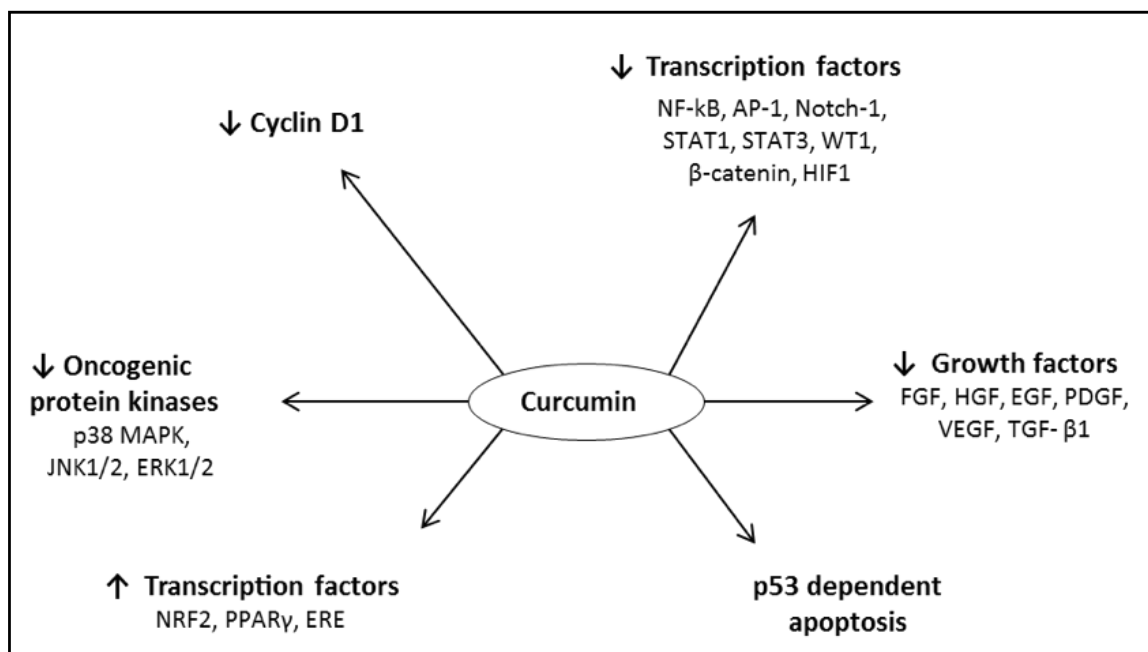 ↓ Transcription factors
NF-kB, AP-1, Notch-1,
STAT1, STAT3, WT1,
β-catenin, HIF1
↓ Cyclin D1
↓ Oncogenic
protein kinases
p38 MAPK,
JNK1/2, ERK1/2
Curcumin
↓ Growth factors
FGF, HGF, EGF, PDGF,
VEGF, TGF- β1
↑ Transcription factors
NRF2, PPARγ, ERE
p53 dependent
apoptosis